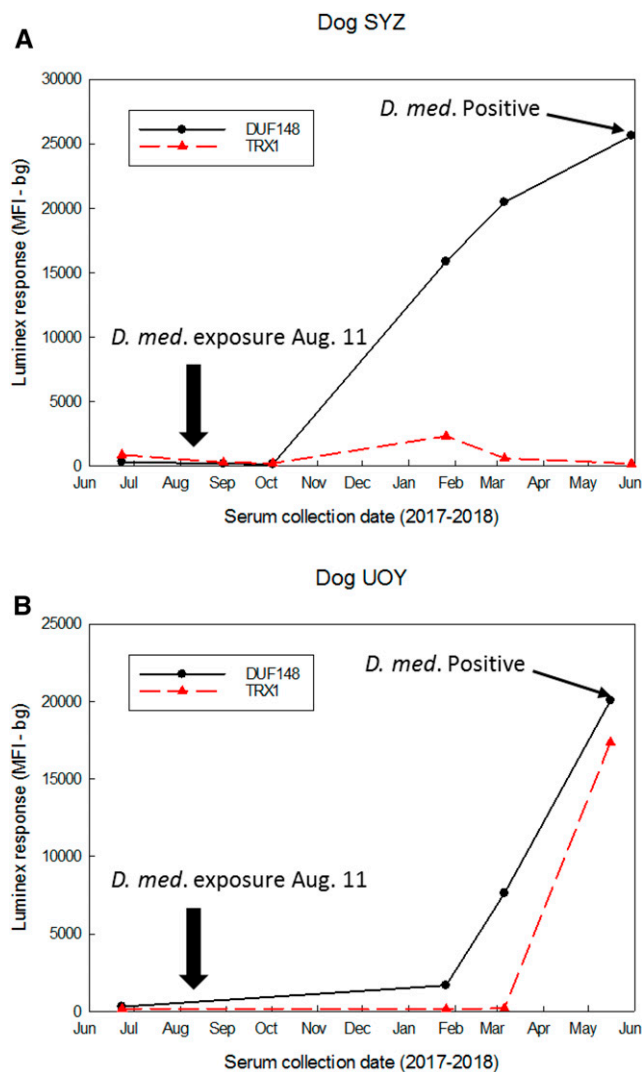 A
Dog SYZ
30000
25000
20000
15000
10000
5000
0
Luminex response (MFI - bg)
DUF148
TRX1
D. med. Positive
D. med. exposure Aug. 11
Jun Jul Aug Sep Oct Nov Dec Jan Feb Mar Apr May Jun
Serum collection date (2017-2018)
B
Dog UOY
25000
20000
15000
10000
5000
0
Luminex response (MFI - bg)
DUF148
TRX1
D. med. Positive
D. med. exposure Aug. 11
Jun Jul Aug Sep Oct Nov Dec Jan Feb Mar Apr May Jun
Serum collection date (2017-2018)